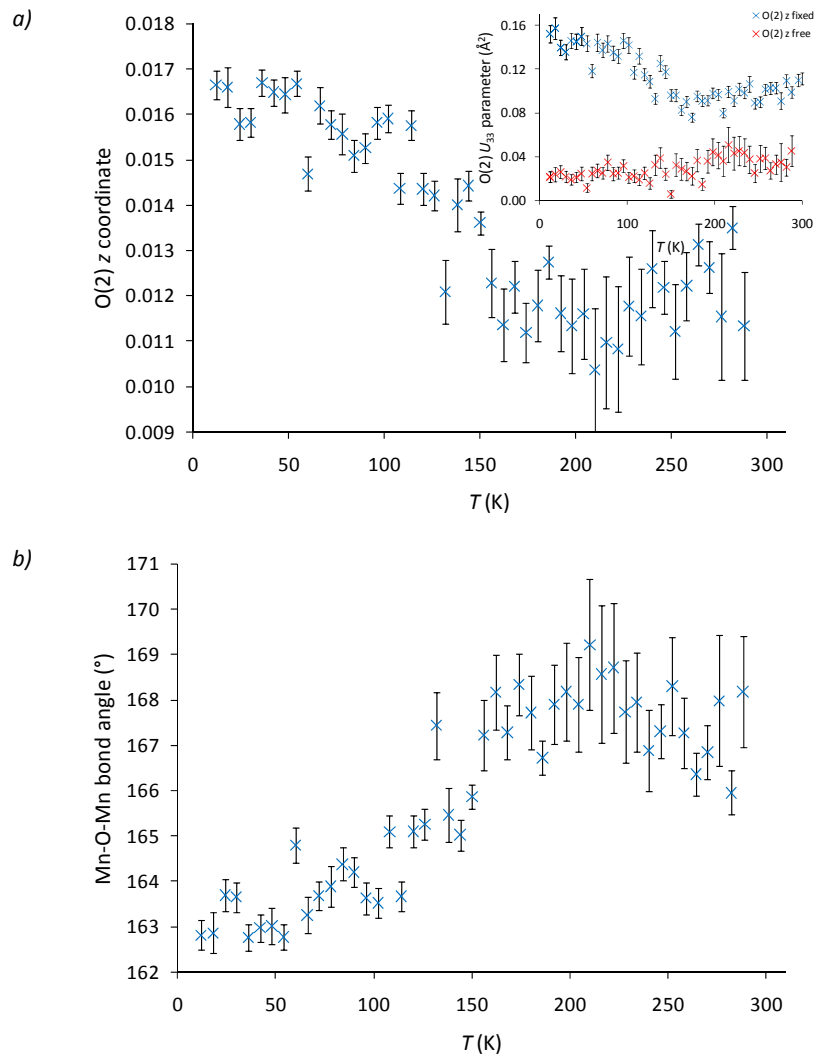 a)
0.018
0.017
0.016
0.015
0.014
0.013
0.012
0.011
0.010
0.009
O(2) z coordinate
0 50 100 150 200 250 300
T (K)
0.16
0.12
0.08
0.04
0.00
O(2) U33 parameter (Å²)
0 100 200 300
T (K)
O(2) z fixed
O(2) z free
b)
171
170
169
168
167
166
165
164
163
162
Mn-O-Mn bond angle (°)
0 50 100 150 200 250 300
T (K)